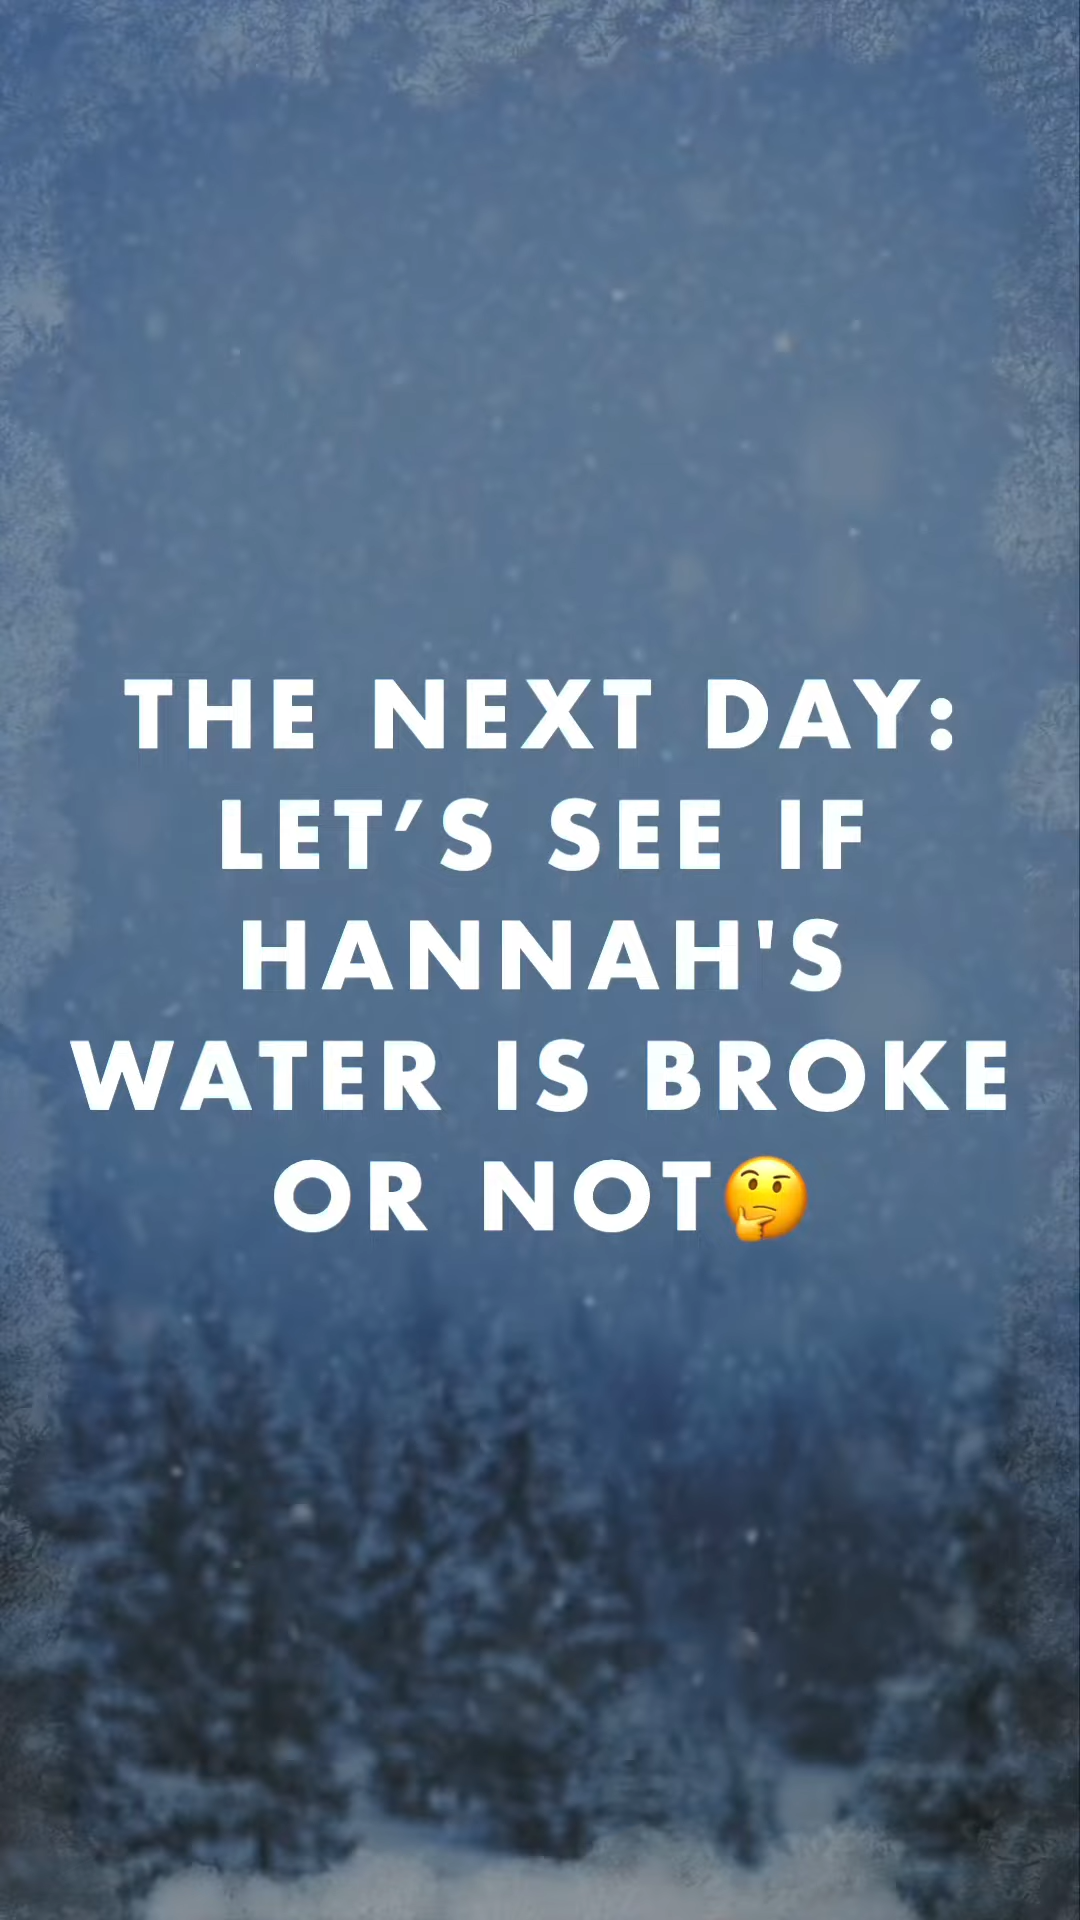 THE NEXT DAY:
LET’S SEE IF
HANNAH'S
WATER IS BROKE
OR NOT🤔